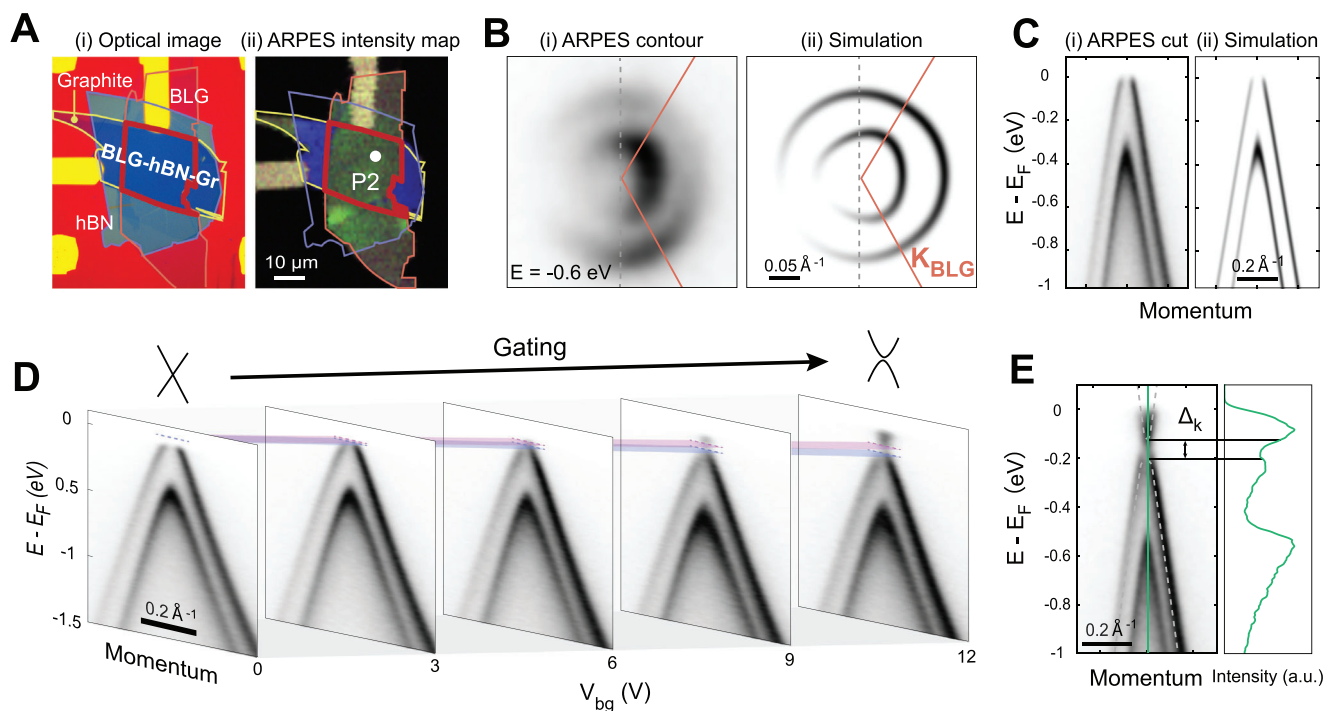 A
(i) Optical image
(ii) ARPES intensity map
Graphite
BLG
BLG-hBN-Gr
hBN
P2
10 μm
B
(i) ARPES contour
(ii) Simulation
E = -0.6 eV
0.05 Å⁻¹
K_BLG
C
(i) ARPES cut
(ii) Simulation
E - E_F (eV)
0
-0.2
-0.4
-0.6
-0.8
-1
0.2 Å⁻¹
Momentum
D
Gating
E - E_F (eV)
0
0.5
-1
-1.5
0.2 Å⁻¹
Momentum
0
3
6
9
12
V_bg (V)
E
E - E_F (eV)
0
-0.2
-0.4
-0.6
-0.8
-1
Δ_k
0.2 Å⁻¹
Momentum
Intensity (a.u.)